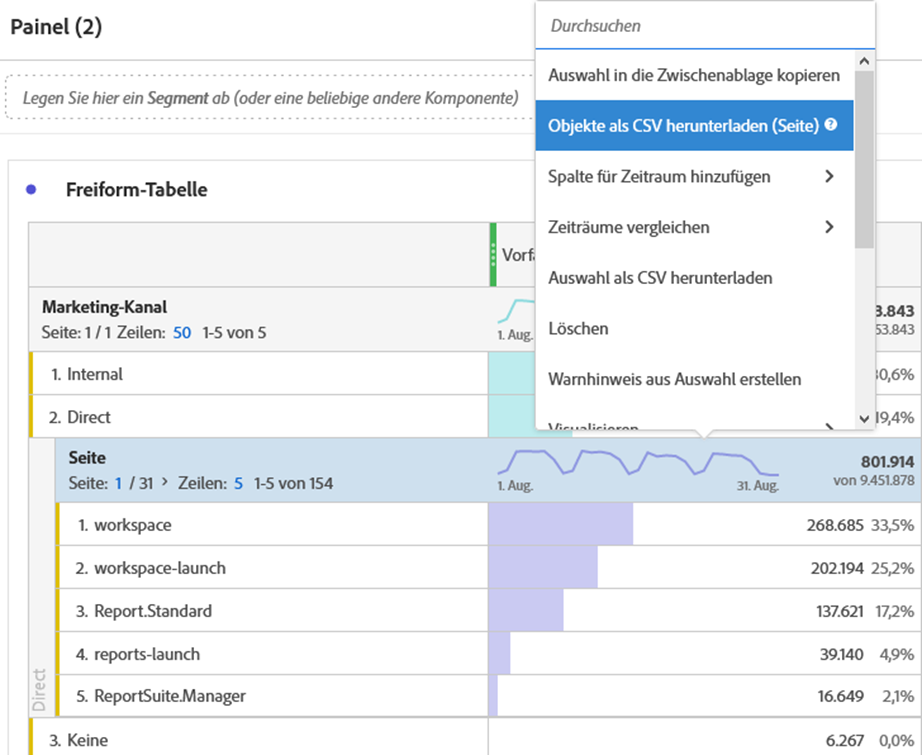 Painel (2)
Durchsuchen
Legen Sie hier ein Segment ab (oder eine beliebige andere Komponente)
Auswahl in die Zwischenablage kopieren
Objekte als CSV herunterladen (Seite)
Spalte für Zeitraum hinzufügen
Zeiträume vergleichen
Auswahl als CSV herunterladen
Löschen
Warnhinweis aus Auswahl erstellen
Visualisieren
Freiform-Tabelle
Marketing-Kanal
Seite: 1 / 1 Zeilen: 50 1-5 von 5
1. Aug.
3.843
53.843
1. Internal
30,6%
2. Direct
19,4%
Seite
Seite: 1 / 31 > Zeilen: 5 1-5 von 154
1. Aug.
31. Aug.
801.914
von 9.451.878
Direct
1. workspace 268.685 33,5%
2. workspace-launch 202.194 25,2%
3. Report.Standard 137.621 17,2%
4. reports-launch 39.140 4,9%
5. ReportSuite.Manager 16.649 2,1%
3. Keine 6.267 0,0%